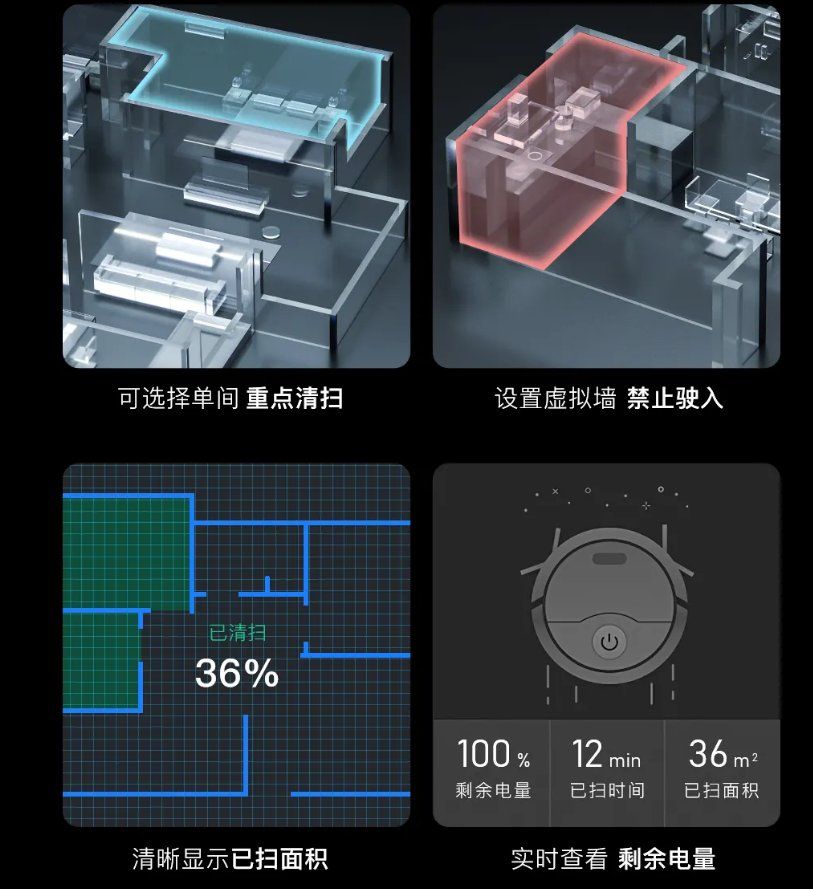 可选择单间 重点清扫
设置虚拟墙 禁止驶入
已清扫
36%
清晰显示已扫面积
100 %
剩余电量
12 min
已扫时间
36 m²
已扫面积
实时查看 剩余电量